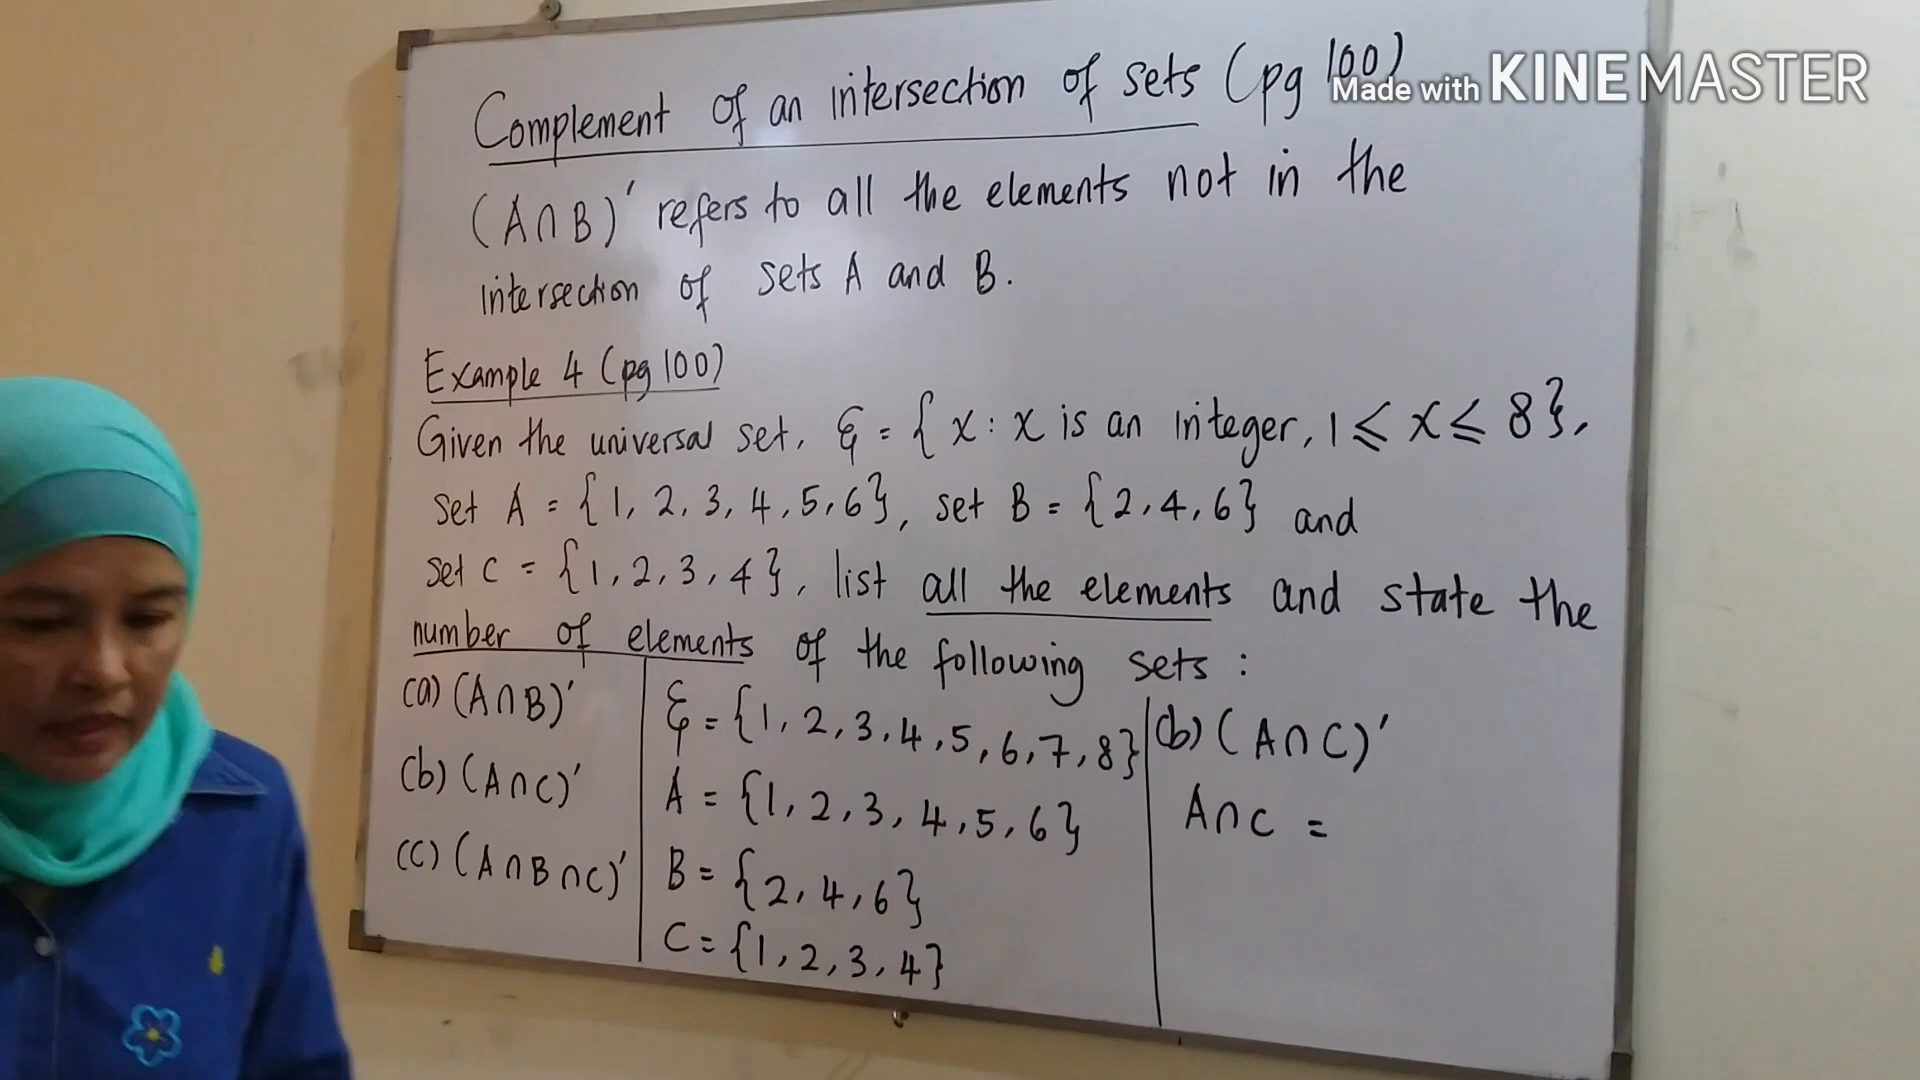 Complement of an intersection of sets (pg 100)
Made with KINEMASTER
(A∩B)' refers to all the elements not in the
intersection of sets A and B.
Example 4 (pg 100)
Given the universal set, ξ = {x : x is an integer, 1 ⩽ x ⩽ 8},
set A = {1, 2, 3, 4, 5, 6}, set B = {2, 4, 6} and
set C = {1, 2, 3, 4}, list all the elements and state the
number of elements of the following sets :
(a) (A∩B)'
(b) (A∩C)'
(c) (A∩B∩C)'
ξ = {1, 2, 3, 4, 5, 6, 7, 8}
A = {1, 2, 3, 4, 5, 6}
B = {2, 4, 6}
C = {1, 2, 3, 4}
(b) (A∩C)'
A∩C =